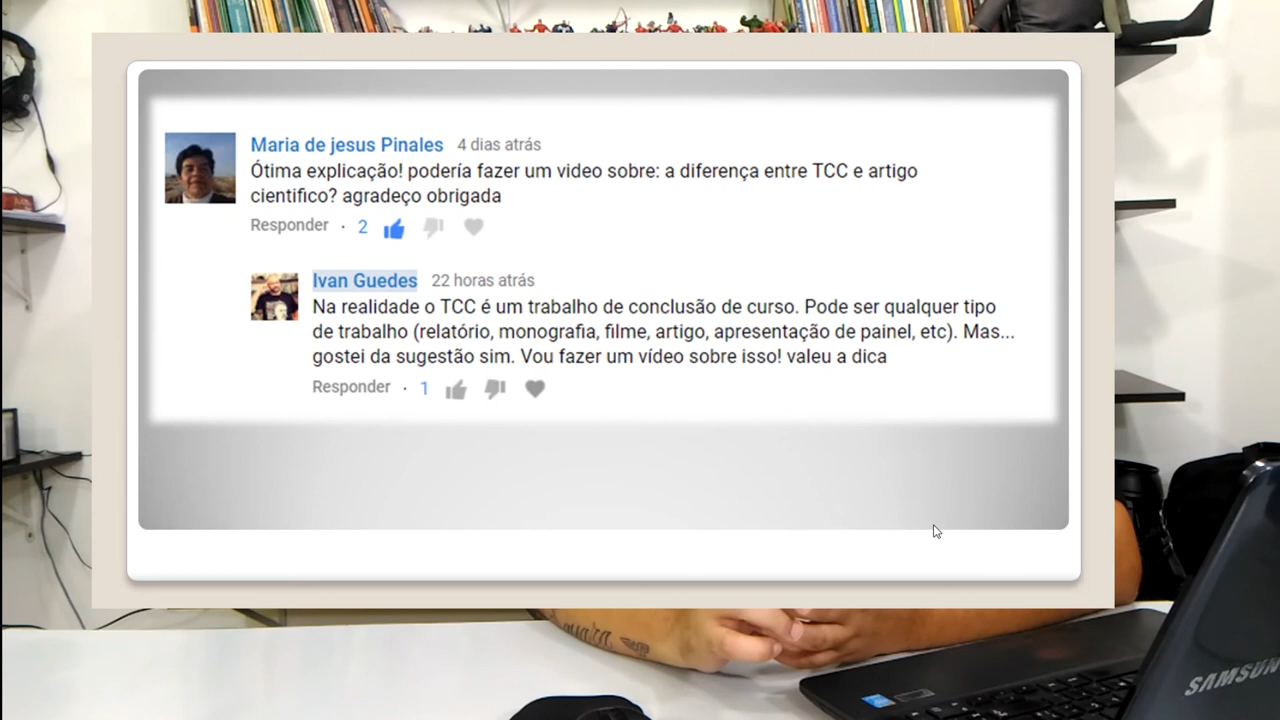 Maria de jesus Pinales 4 dias atrás
Ótima explicação! podería fazer um video sobre: a diferença entre TCC e artigo
cientifico? agradeço obrigada
Responder · 2
Ivan Guedes 22 horas atrás
Na realidade o TCC é um trabalho de conclusão de curso. Pode ser qualquer tipo
de trabalho (relatório, monografia, filme, artigo, apresentação de painel, etc). Mas...
gostei da sugestão sim. Vou fazer um vídeo sobre isso! valeu a dica
Responder · 1
SAMSUN